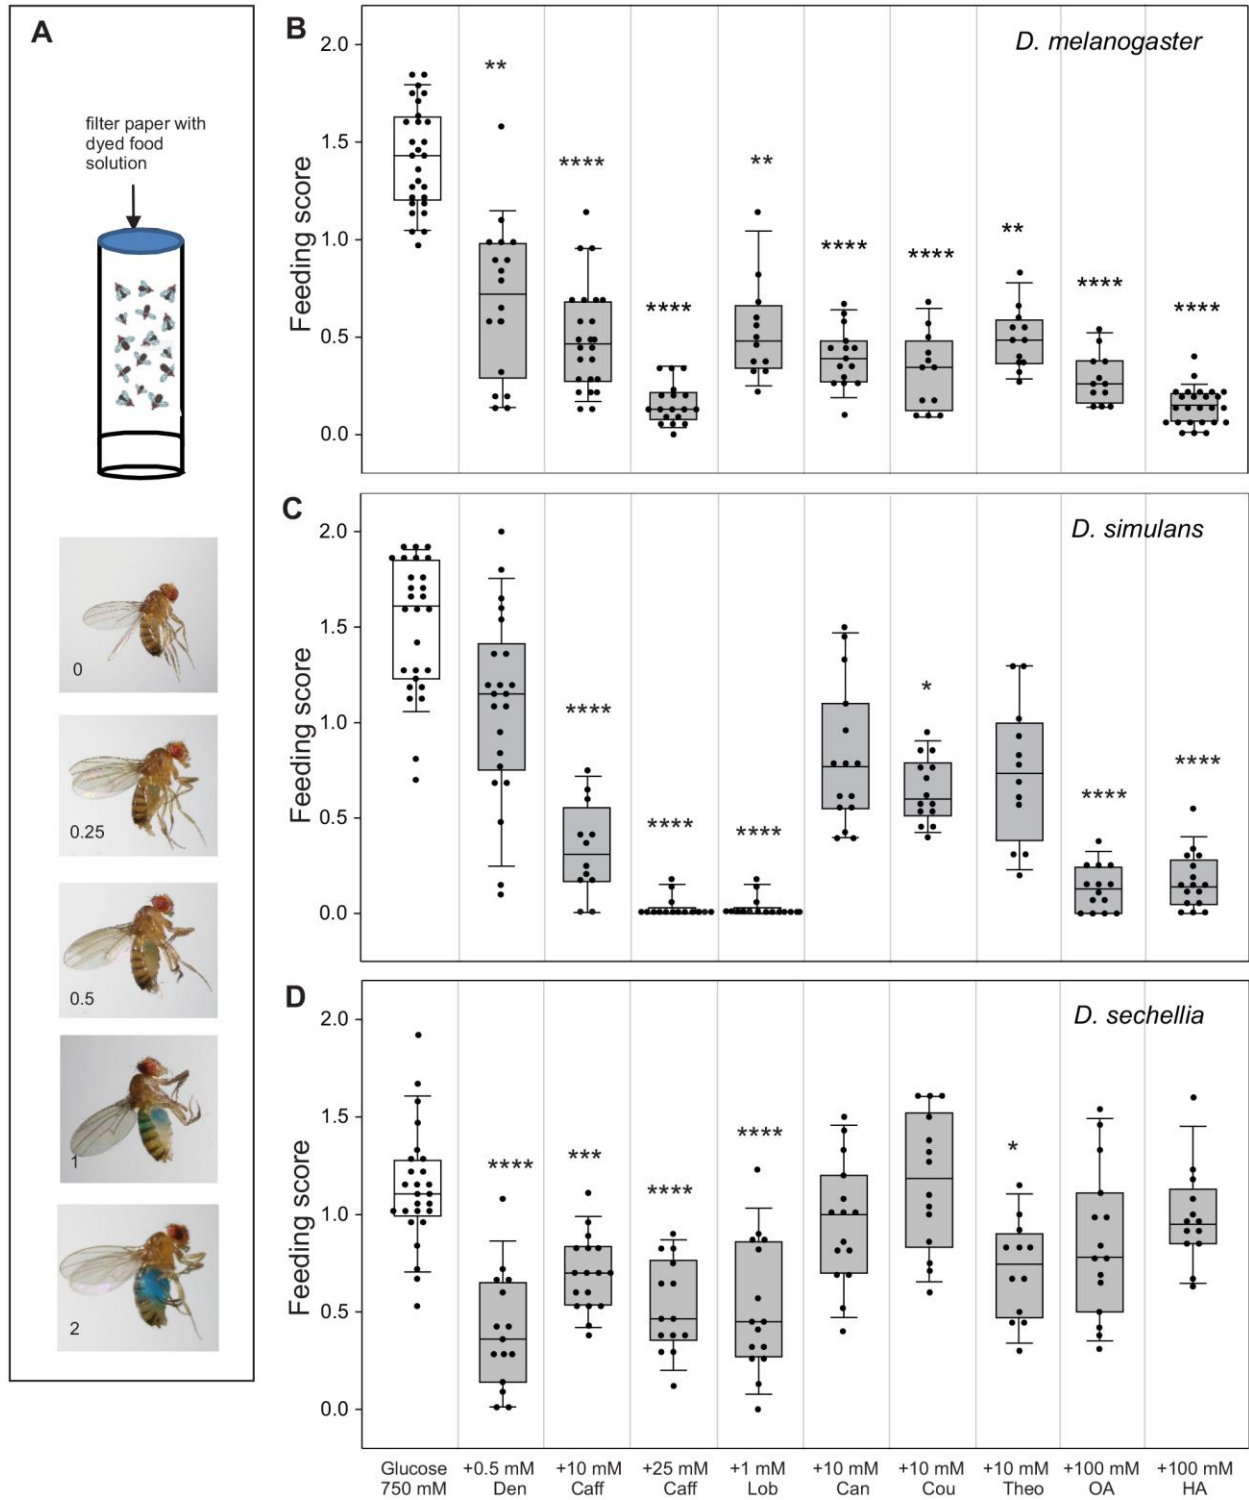 A
filter paper with
dyed food
solution
0
0.25
0.5
1
2
B
D. melanogaster
Feeding score
2.0
1.5
1.0
0.5
0.0
**
****
****
**
****
****
**
****
****
C
D. simulans
Feeding score
2.0
1.5
1.0
0.5
0.0
****
****
****
*
****
****
D
D. sechellia
Feeding score
2.0
1.5
1.0
0.5
0.0
****
***
****
****
*
Glucose
750 mM
+0.5 mM
Den
+10 mM
Caff
+25 mM
Caff
+1 mM
Lob
+10 mM
Can
+10 mM
Cou
+10 mM
Theo
+100 mM
OA
+100 mM
HA